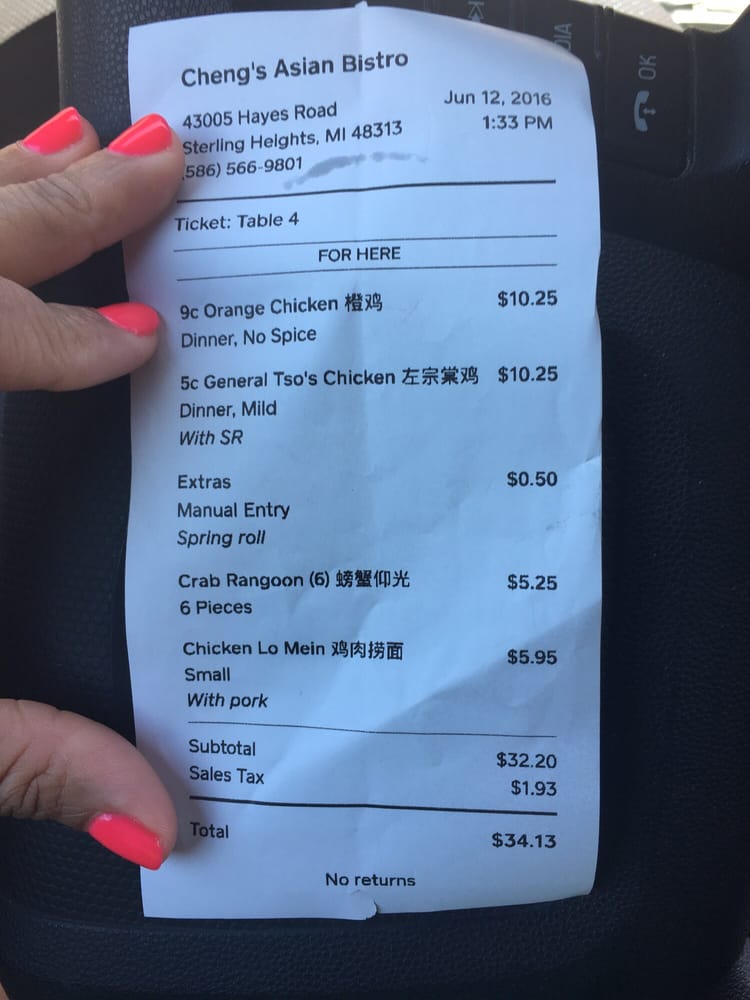 Cheng's Asian Bistro
43005 Hayes Road
Sterling Heights, MI 48313
(586) 566-9801
Jun 12, 2016
1:33 PM
Ticket: Table 4
FOR HERE
9c Orange Chicken 橙鸡 $10.25
Dinner, No Spice
5c General Tso's Chicken 左宗棠鸡 $10.25
Dinner, Mild
With SR
Extras $0.50
Manual Entry
Spring roll
Crab Rangoon (6) 螃蟹仰光 $5.25
6 Pieces
Chicken Lo Mein 鸡肉捞面 $5.95
Small
With pork
Subtotal $32.20
Sales Tax $1.93
Total $34.13
No returns
OK